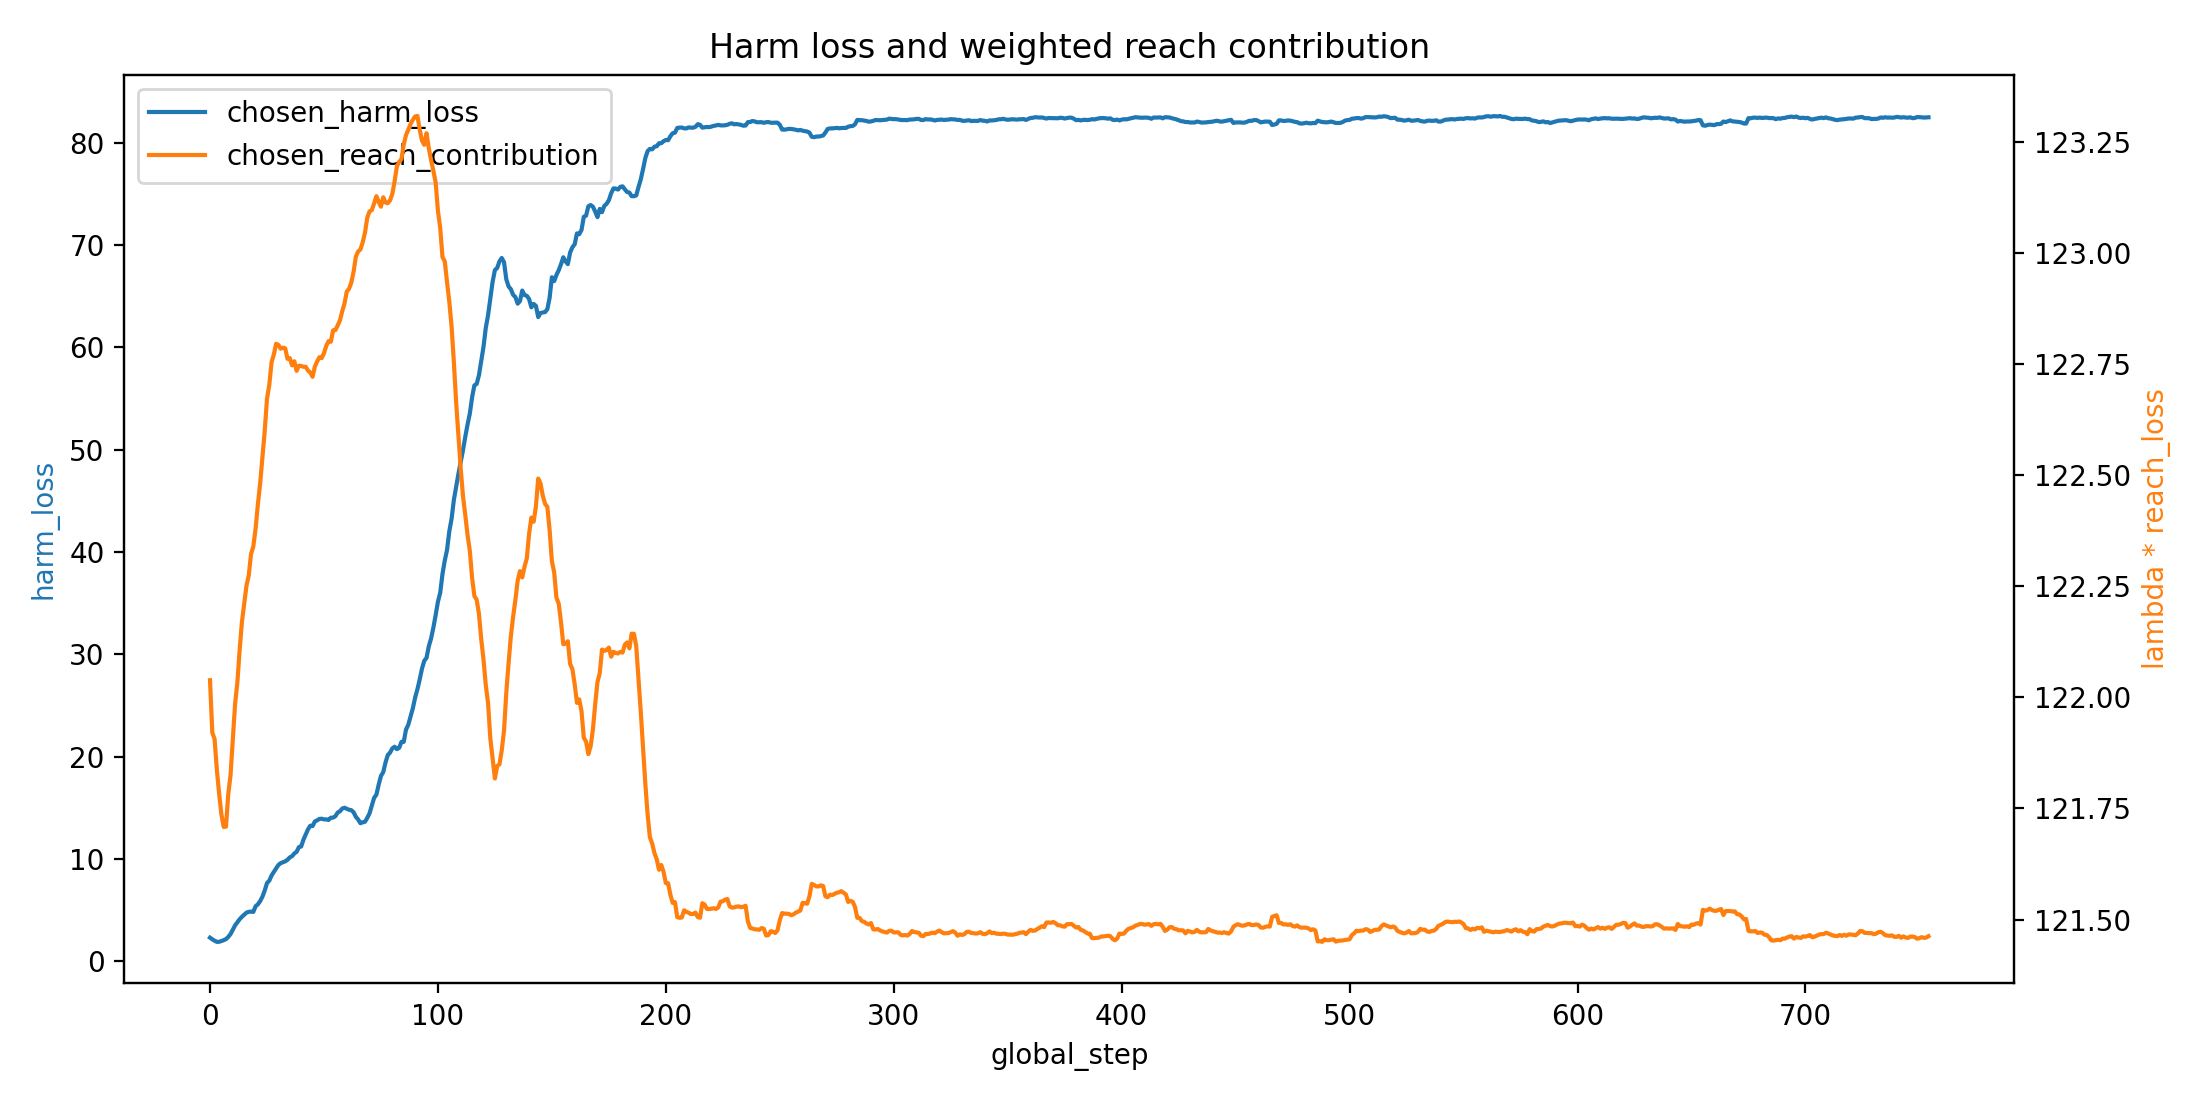 Harm loss and weighted reach contribution
chosen_harm_loss
chosen_reach_contribution
harm_loss
80
70
60
50
40
30
20
10
0
123.25
123.00
122.75
122.50
122.25
122.00
121.75
121.50
lambda * reach_loss
0 100 200 300 400 500 600 700
global_step